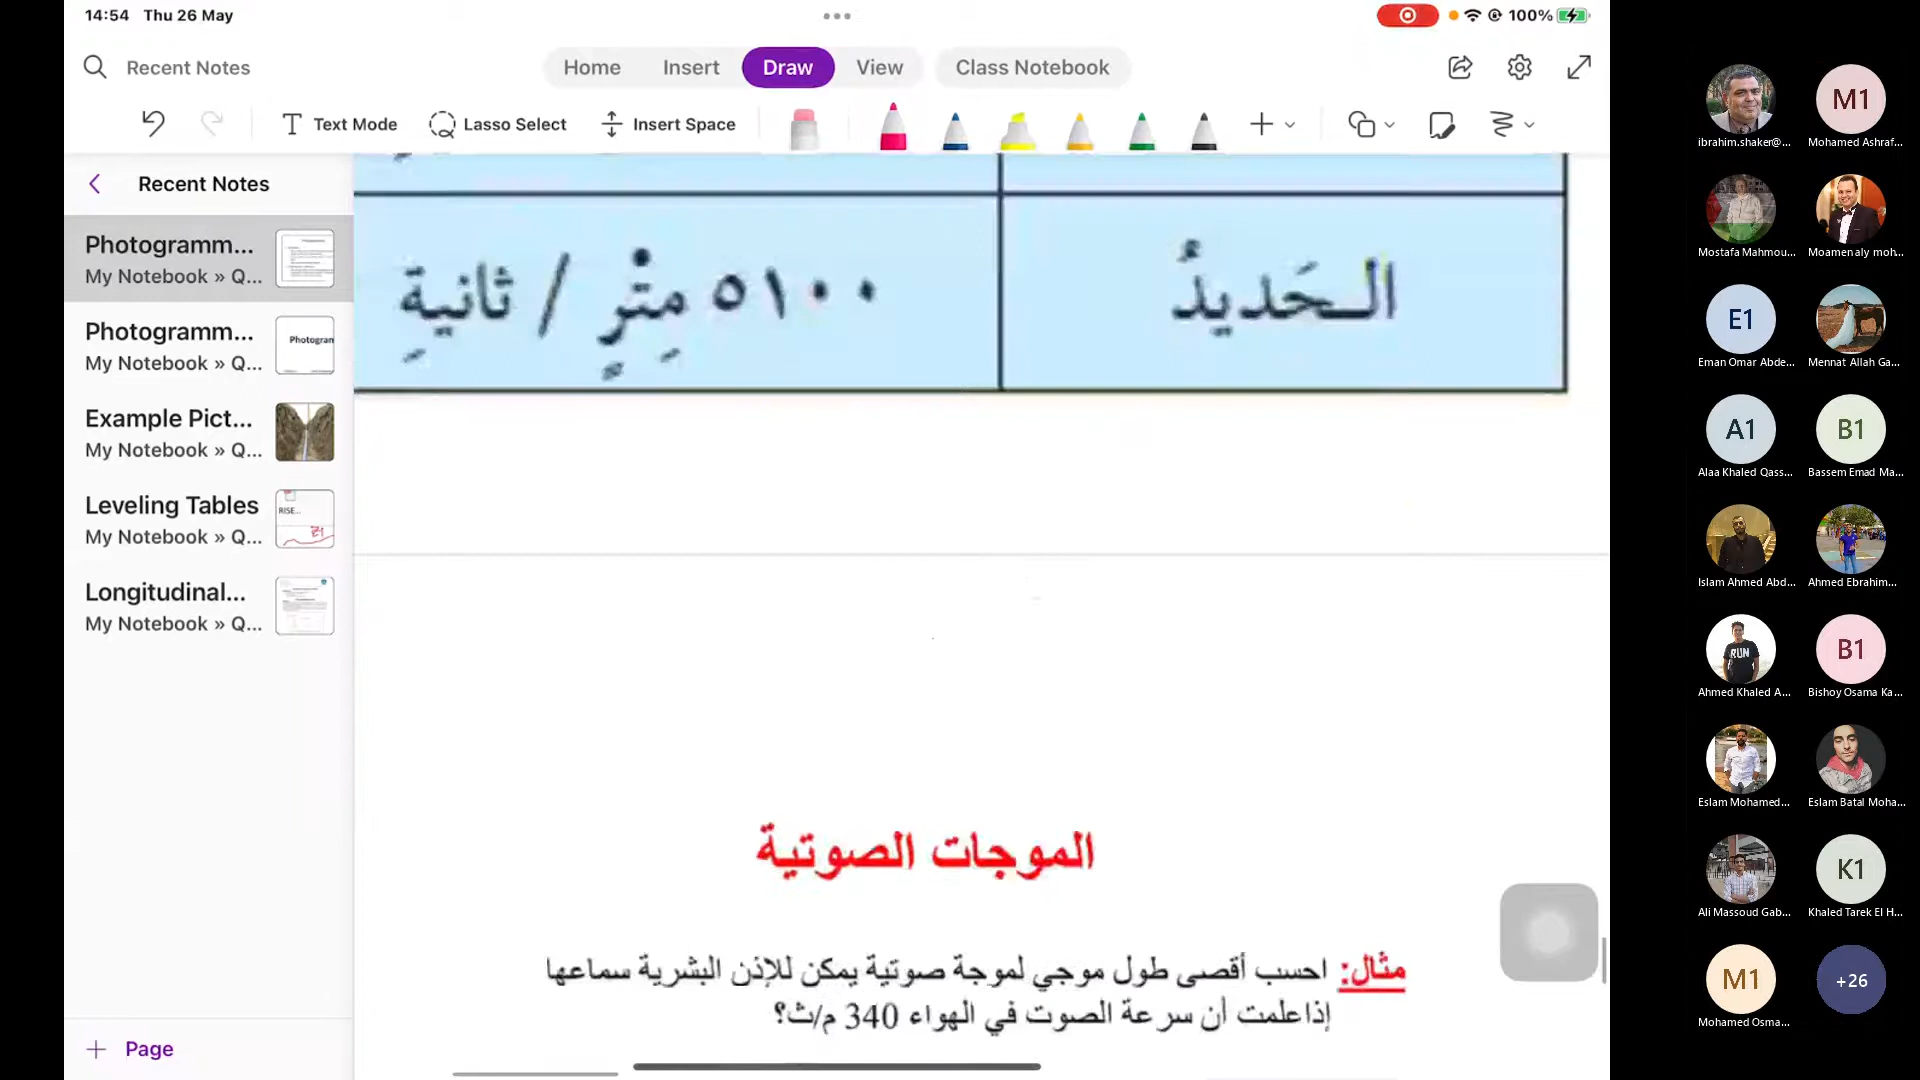 14:54 Thu 26 May
100%
Recent Notes
Home Insert Draw View Class Notebook
Text Mode Lasso Select Insert Space
Recent Notes
Photogramm...
My Notebook » Q...
Photogramm...
My Notebook » Q...
Photogran
Example Pict...
My Notebook » Q...
Leveling Tables
My Notebook » Q...
RISE...
Longitudinal...
My Notebook » Q...
Page
الـحَديدُ
٥١٠٠ مِتْرٍ / ثانيةِ
الموجات الصوتية
مثال: احسب أقصى طول موجي لموجة صوتية يمكن للإذن البشرية سماعها
إذاعلمت أن سرعة الصوت في الهواء 340 م/ث؟
ibrahim.shaker@...
M1
Mohamed Ashraf...
Mostafa Mahmou...
Moamenaly moh...
E1
Eman Omar Abde...
Mennat Allah Ga...
A1
Alaa Khaled Qass...
B1
Bassem Emad Ma...
Islam Ahmed Abd...
Ahmed Ebrahim...
RUN
Ahmed Khaled A...
B1
Bishoy Osama Ka...
Eslam Mohamed...
Eslam Batal Moha...
Ali Massoud Gab...
K1
Khaled Tarek El H...
M1
Mohamed Osma...
+26